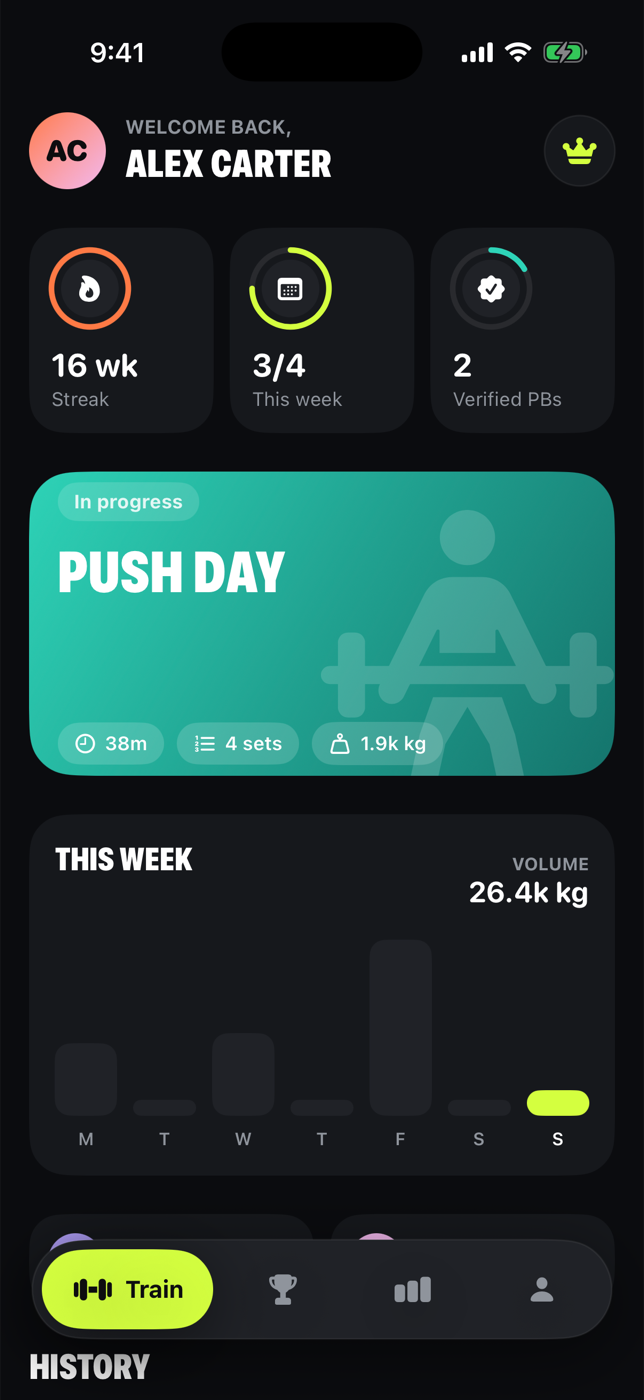 9:41
AC
WELCOME BACK,
ALEX CARTER
16 wk
Streak
3/4
This week
2
Verified PBs
In progress
PUSH DAY
38m
4 sets
1.9k kg
THIS WEEK
VOLUME
26.4k kg
M T W T F S S
Train
HISTORY